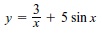 y = 3/x + 5 sin x